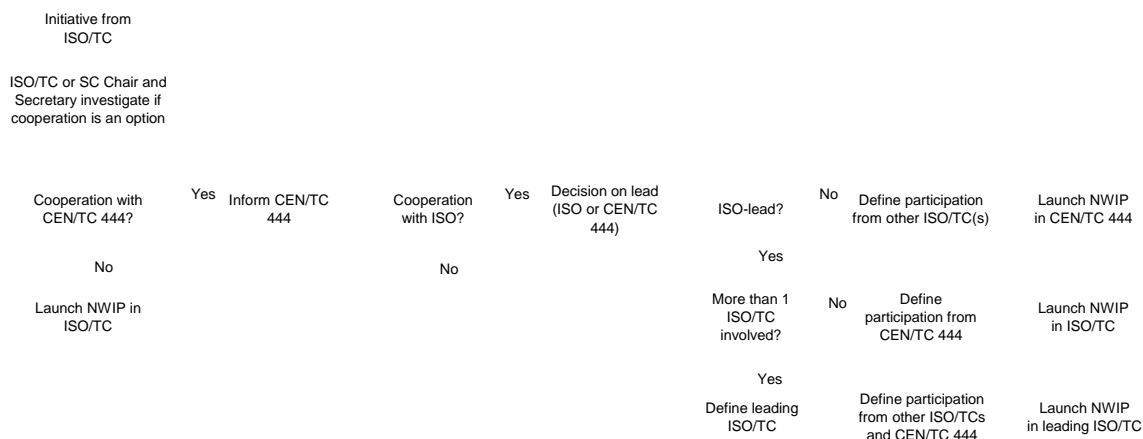 Initiative from
ISO/TC
ISO/TC or SC Chair and
Secretary investigate if
cooperation is an option
Cooperation with
CEN/TC 444?
Yes
Inform CEN/TC
444
Cooperation
with ISO?
Yes
Decision on lead
(ISO or CEN/TC
444)
ISO-lead?
No
Define participation
from other ISO/TC(s)
Launch NWIP
in CEN/TC 444
No
No
Yes
Launch NWIP in
ISO/TC
More than 1
ISO/TC
involved?
No
Define
participation from
CEN/TC 444
Launch NWIP
in ISO/TC
Yes
Define leading
ISO/TC
Define participation
from other ISO/TCs
and CEN/TC 444
Launch NWIP
in leading ISO/TC